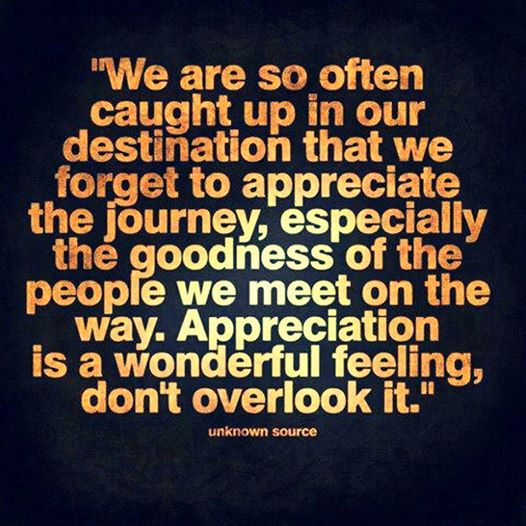 "We are so often
caught up in our
destination that we
forget to appreciate
the journey, especially
the goodness of the
people we meet on the
way. Appreciation
is a wonderful feeling,
don't overlook it."
unknown source